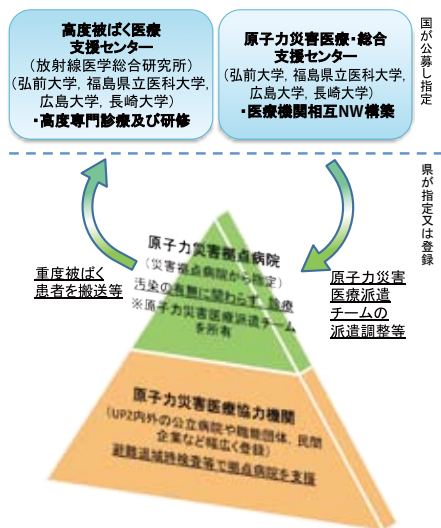 高度被ばく医療
支援センター
(放射線医学総合研究所)
(弘前大学, 福島県立医科大学,
広島大学, 長崎大学)
・高度専門診療及び研修
原子力災害医療・総合
支援センター
(弘前大学, 福島県立医科大学,
広島大学, 長崎大学)
・医療機関相互NW構築
国が公募し指定
県が指定又は登録
重度被ばく
患者を搬送等
原子力災害拠点病院
(災害拠点病院から指定)
汚染の有無に関わらず, 診療
※原子力災害医療派遣チーム
を所有
原子力災害
医療派遣
チームの
派遣調整等
原子力災害医療協力機関
(UPZ内外の公立病院や職能団体, 民間
企業など幅広く登録)
避難退域時検査等で拠点病院を支援